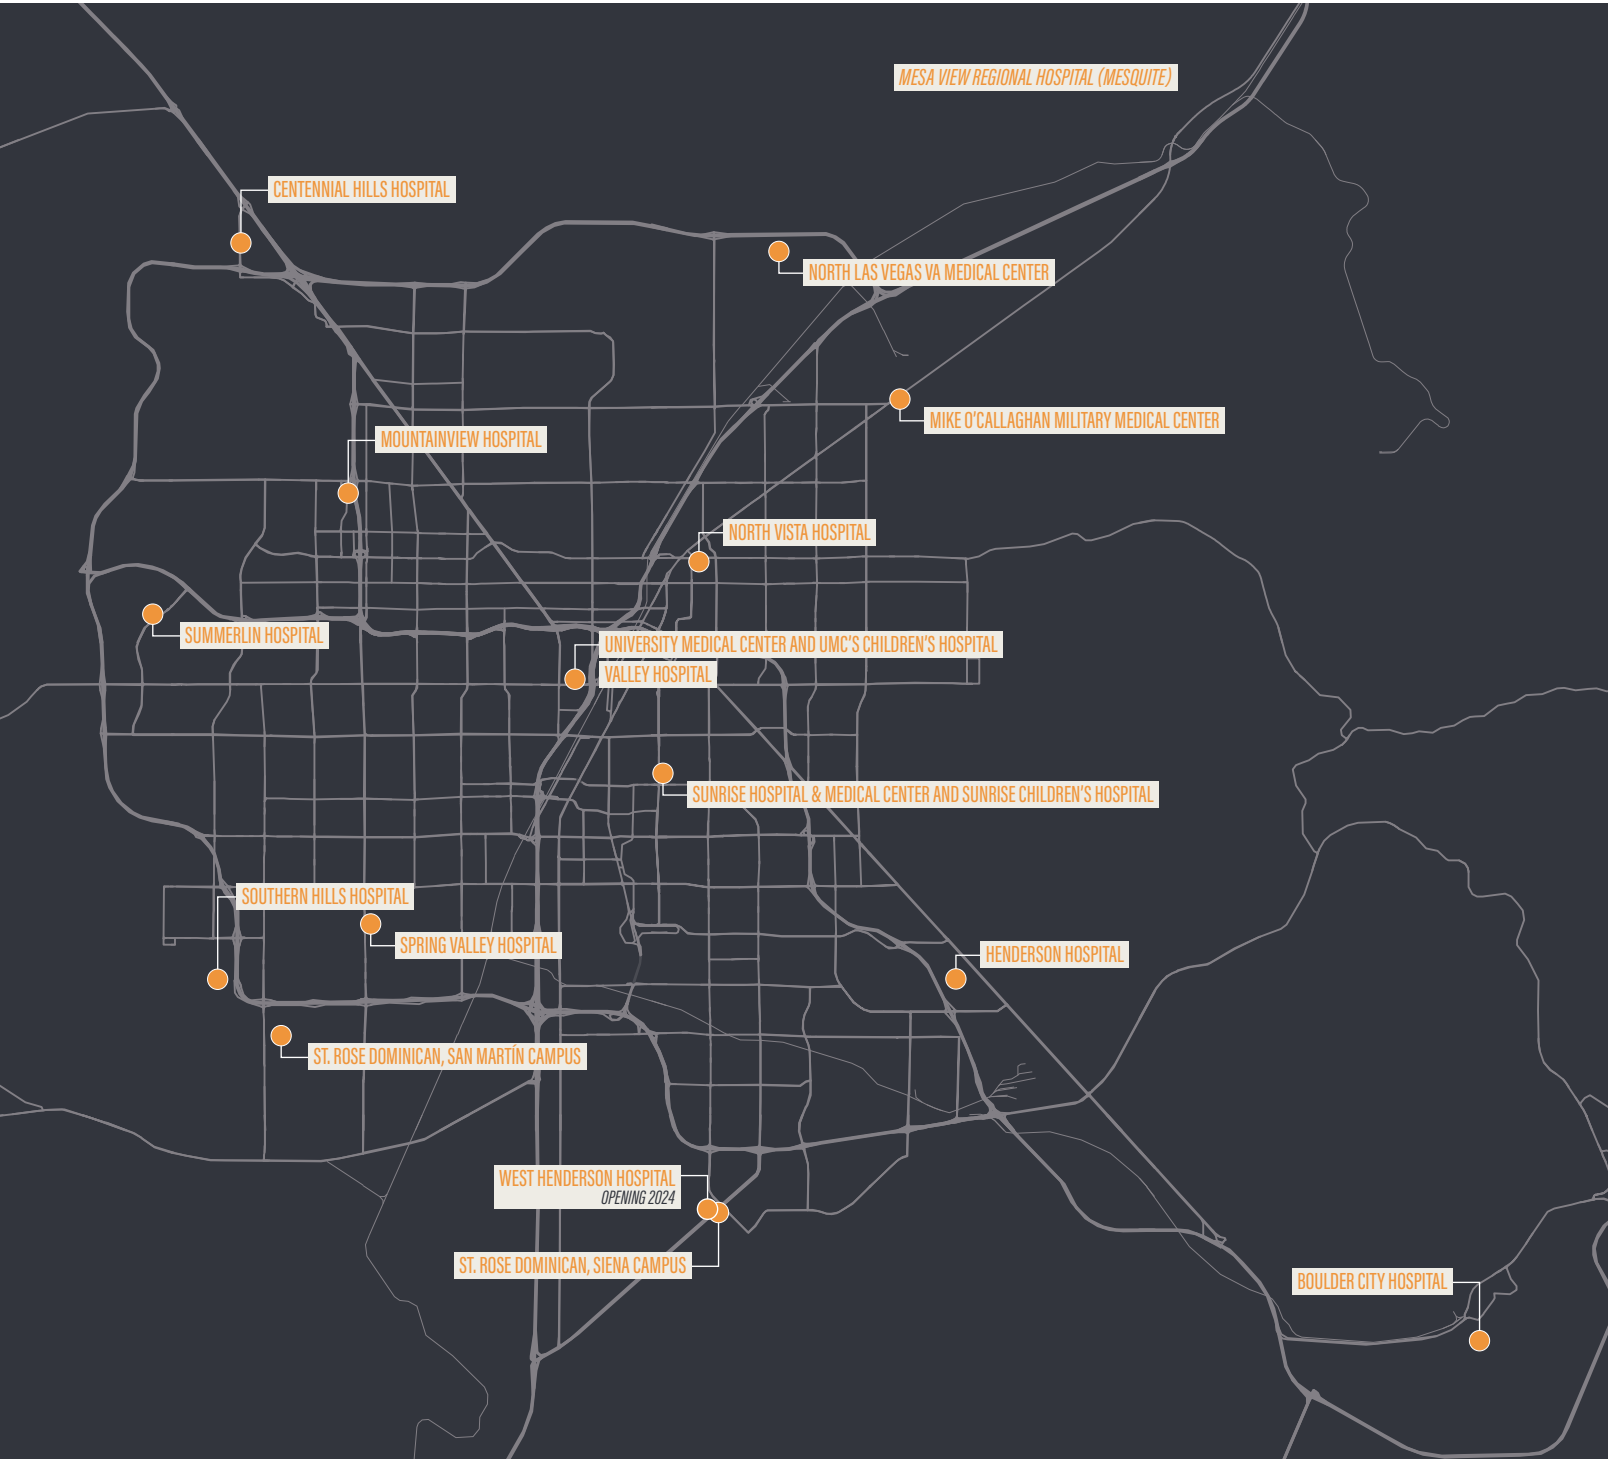 MESA VIEW REGIONAL HOSPITAL (MESQUITE)
CENTENNIAL HILLS HOSPITAL
NORTH LAS VEGAS VA MEDICAL CENTER
MIKE O'CALLAGHAN MILITARY MEDICAL CENTER
MOUNTAINVIEW HOSPITAL
NORTH VISTA HOSPITAL
SUMMERLIN HOSPITAL
UNIVERSITY MEDICAL CENTER AND UMC'S CHILDREN'S HOSPITAL
VALLEY HOSPITAL
SUNRISE HOSPITAL & MEDICAL CENTER AND SUNRISE CHILDREN'S HOSPITAL
SOUTHERN HILLS HOSPITAL
SPRING VALLEY HOSPITAL
HENDERSON HOSPITAL
ST. ROSE DOMINICAN, SAN MARTÍN CAMPUS
WEST HENDERSON HOSPITAL
OPENING 2024
ST. ROSE DOMINICAN, SIENA CAMPUS
BOULDER CITY HOSPITAL